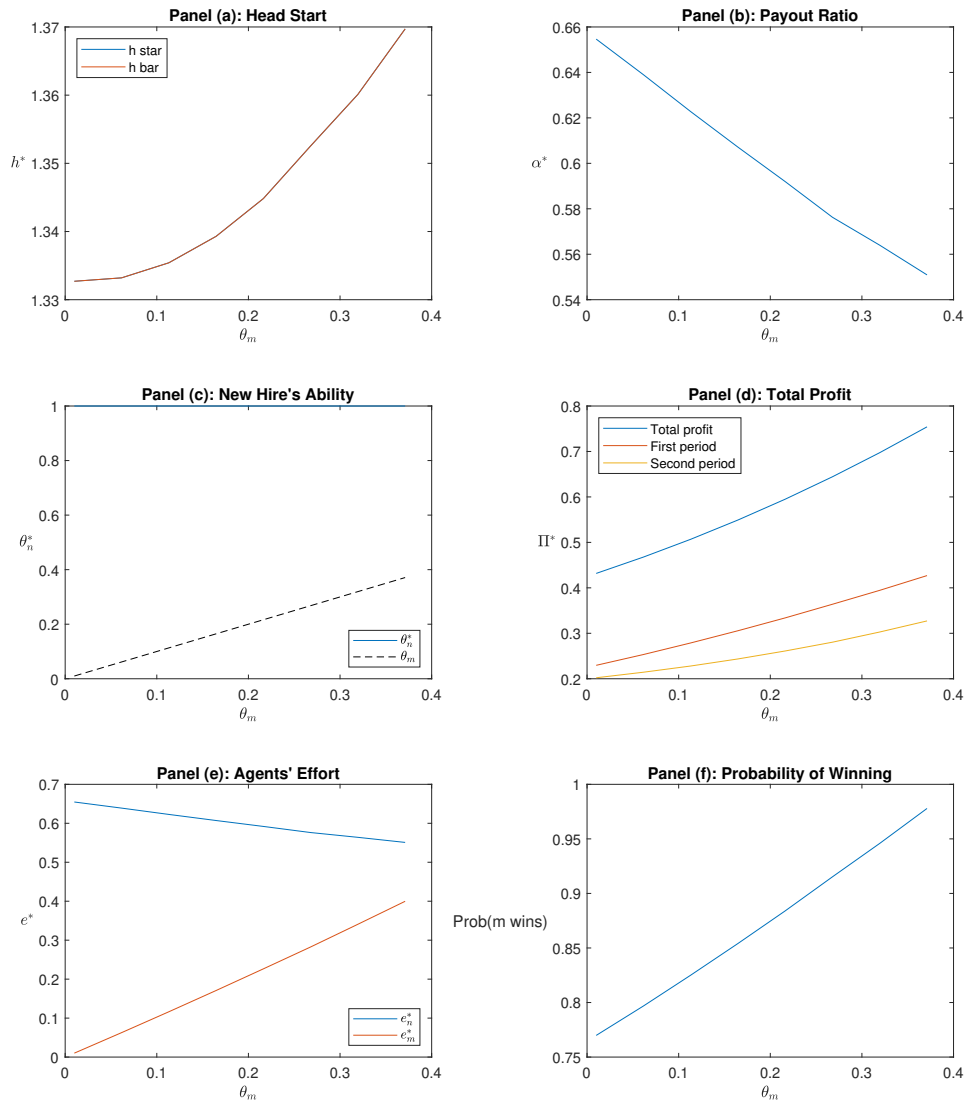 Panel (a): Head Start
1.37
1.36
1.35
h* 
1.34
1.33
0 0.1 0.2 0.3 0.4
θm
h star
h bar
Panel (b): Payout Ratio
0.66
0.64
0.62
α*
0.6
0.58
0.56
0.54
0 0.1 0.2 0.3 0.4
θm
Panel (c): New Hire's Ability
1
0.8
0.6
θn*
0.4
0.2
0
0 0.1 0.2 0.3 0.4
θm
θn*
θm
Panel (d): Total Profit
0.8
0.7
0.6
Π*
0.5
0.4
0.3
0.2
0 0.1 0.2 0.3 0.4
θm
Total profit
First period
Second period
Panel (e): Agents' Effort
0.7
0.6
0.5
0.4
e*
0.3
0.2
0.1
0
0 0.1 0.2 0.3 0.4
θm
en*
em*
Panel (f): Probability of Winning
1
0.95
0.9
Prob(m wins)
0.85
0.8
0.75
0 0.1 0.2 0.3 0.4
θm